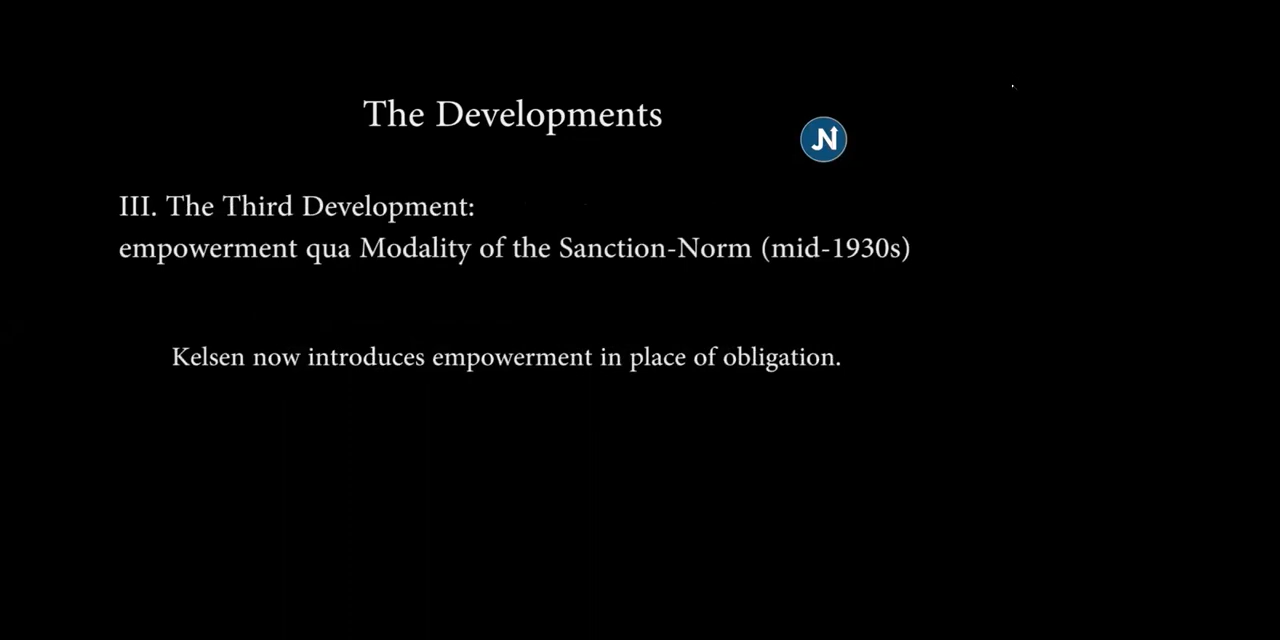 The Developments
N
III. The Third Development:
empowerment qua Modality of the Sanction-Norm (mid-1930s)
Kelsen now introduces empowerment in place of obligation.